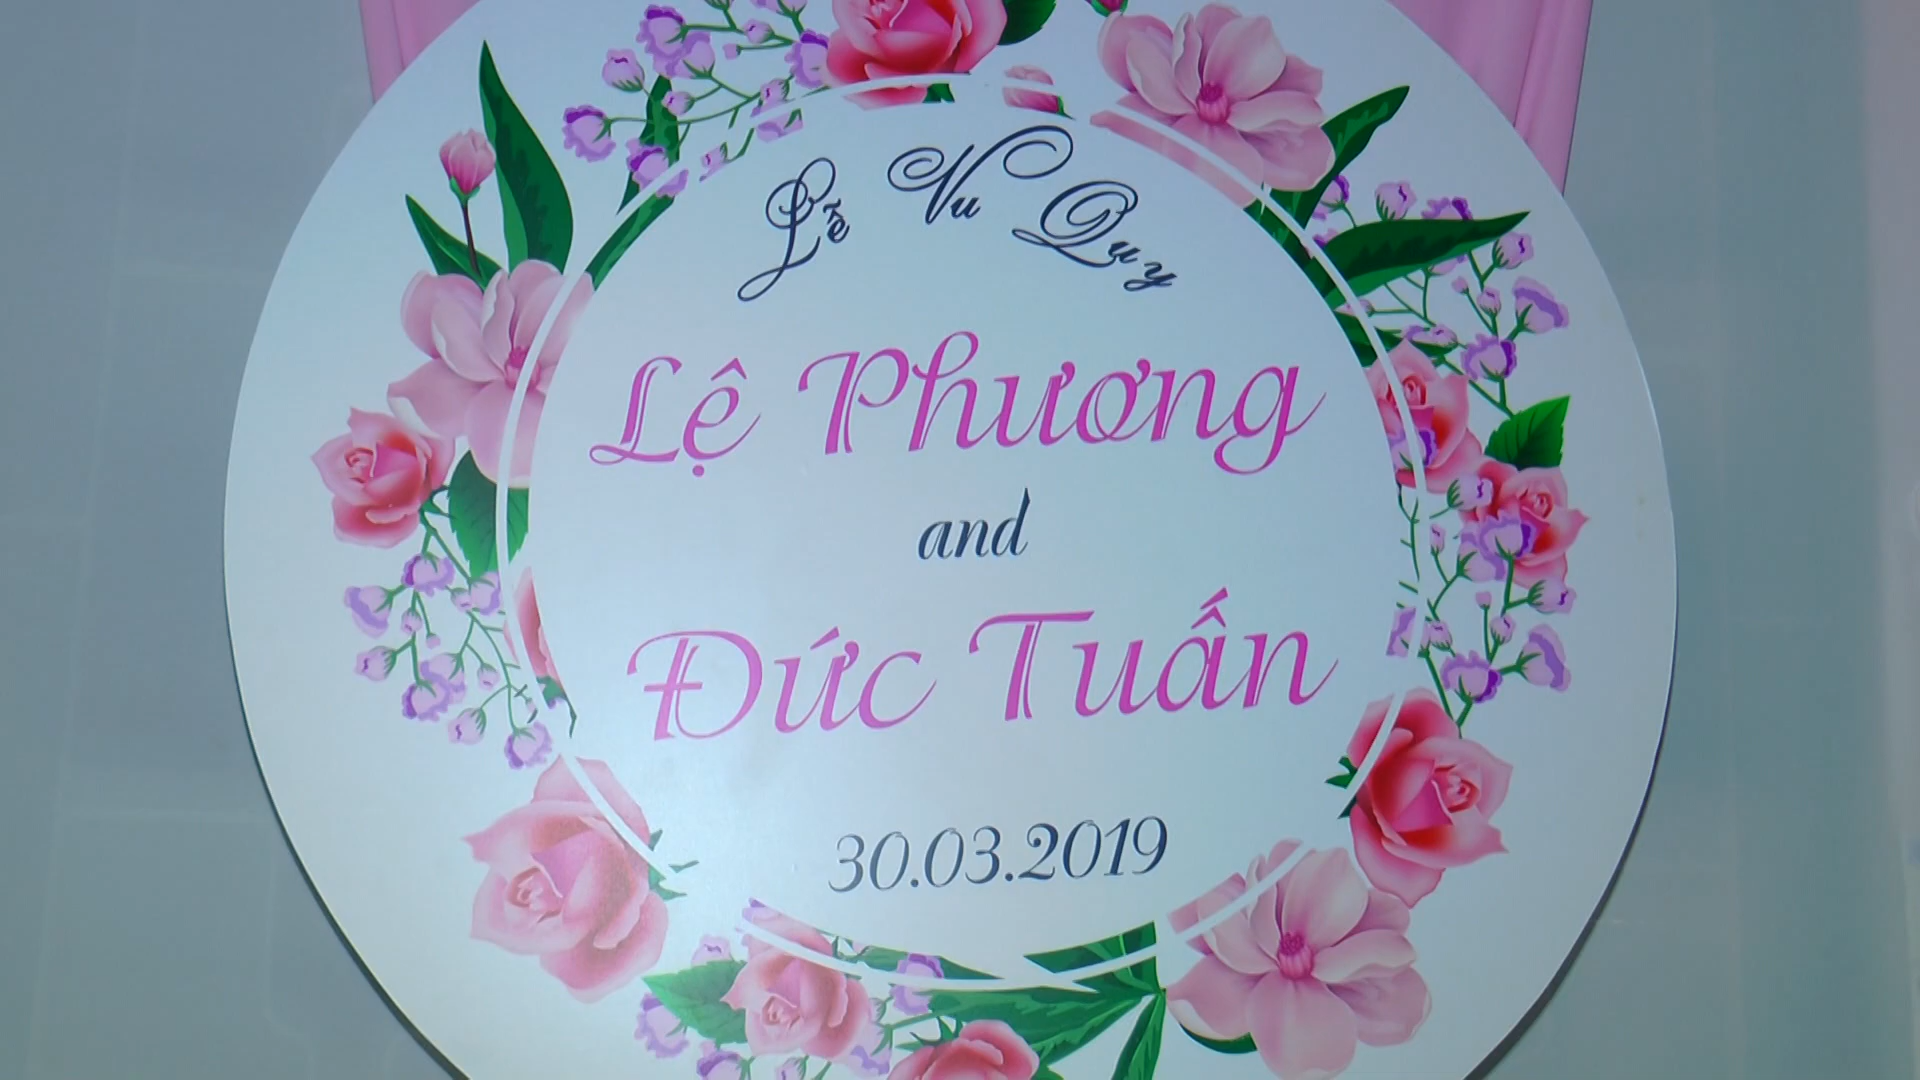 Lễ Vu Quy
Lệ Phương
and
Đức Tuấn
30.03.2019